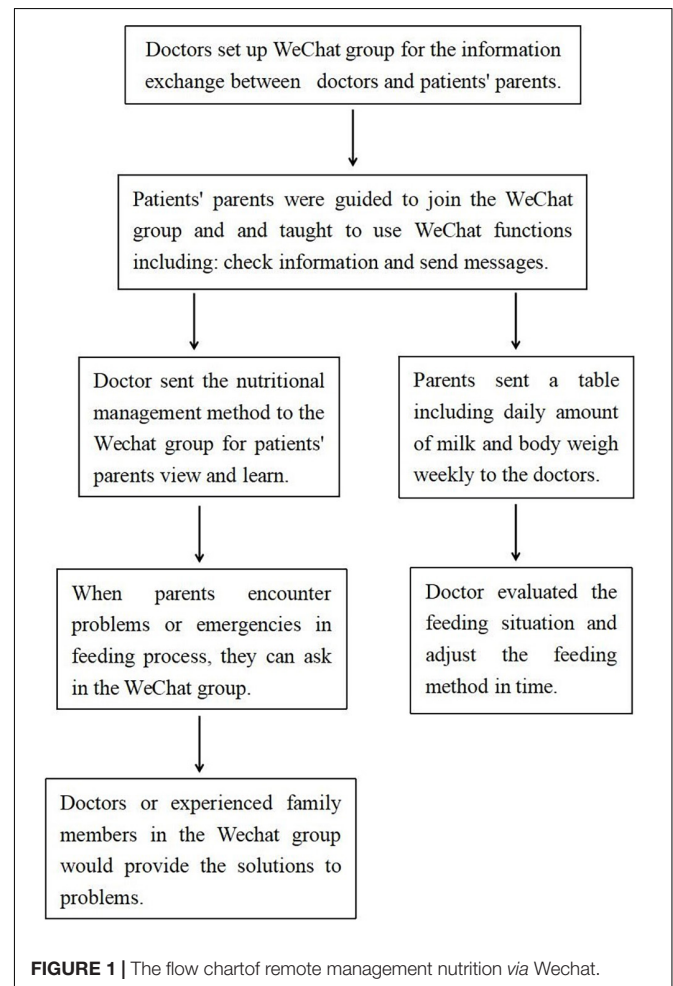 Doctors set up WeChat group for the information
exchange between doctors and patients' parents.
Patients' parents were guided to join the WeChat
group and and taught to use WeChat functions
including: check information and send messages.
Doctor sent the nutritional
management method to the
Wechat group for patients'
parents view and learn.
When parents encounter
problems or emergencies in
feeding process, they can ask
in the WeChat group.
Doctors or experienced family
members in the Wechat group
would provide the solutions to
problems.
Parents sent a table
including daily amount
of milk and body weigh
weekly to the doctors.
Doctor evaluated the
feeding situation and
adjust the feeding
method in time.
FIGURE 1 | The flow chartof remote management nutrition via Wechat.